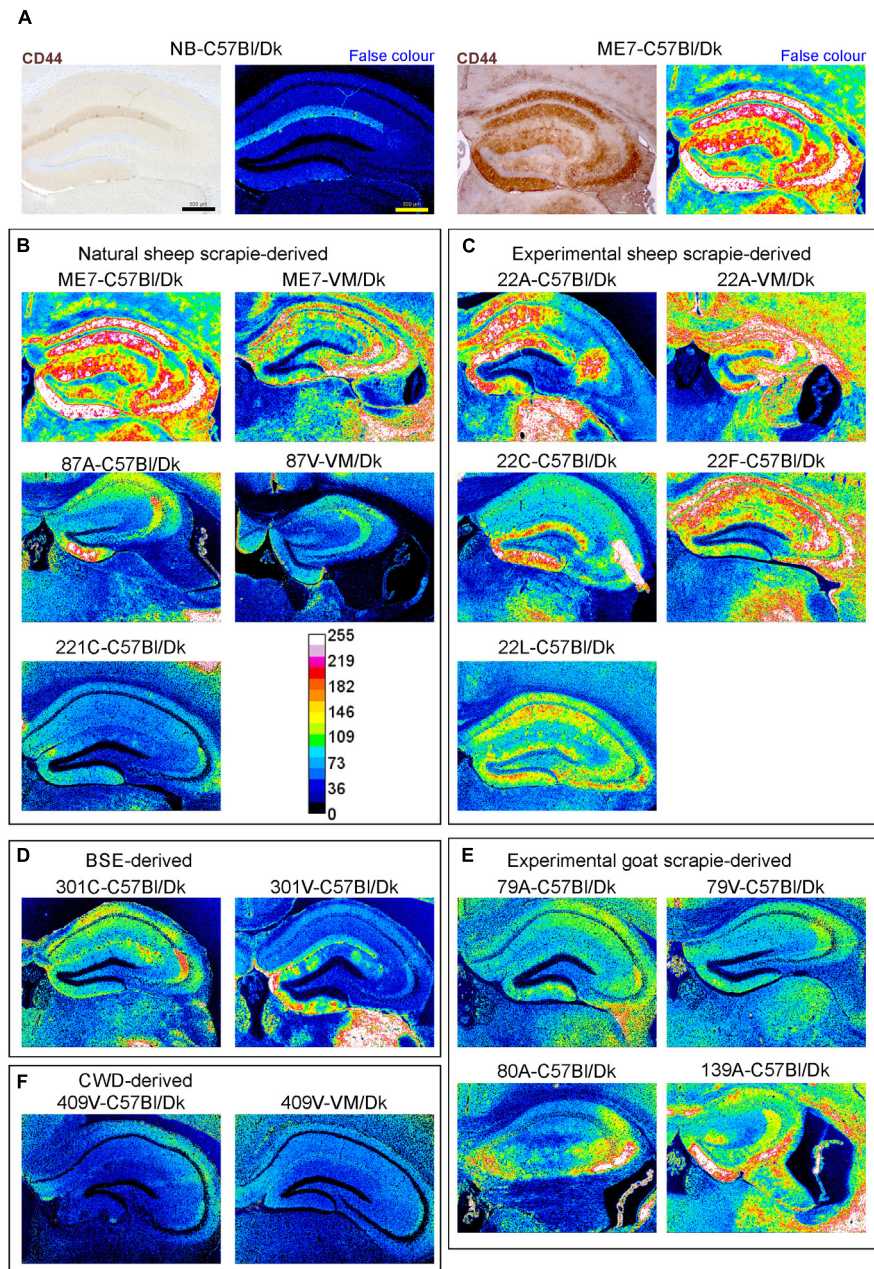 A
NB-C57Bl/Dk
CD44
False colour
500 µm
500 µm
ME7-C57Bl/Dk
CD44
False colour
B
Natural sheep scrapie-derived
ME7-C57Bl/Dk
ME7-VM/Dk
87A-C57Bl/Dk
87V-VM/Dk
221C-C57Bl/Dk
255
219
182
146
109
73
36
0
C
Experimental sheep scrapie-derived
22A-C57Bl/Dk
22A-VM/Dk
22C-C57Bl/Dk
22F-C57Bl/Dk
22L-C57Bl/Dk
D
BSE-derived
301C-C57Bl/Dk
301V-C57Bl/Dk
E
Experimental goat scrapie-derived
79A-C57Bl/Dk
79V-C57Bl/Dk
80A-C57Bl/Dk
139A-C57Bl/Dk
F
CWD-derived
409V-C57Bl/Dk
409V-VM/Dk